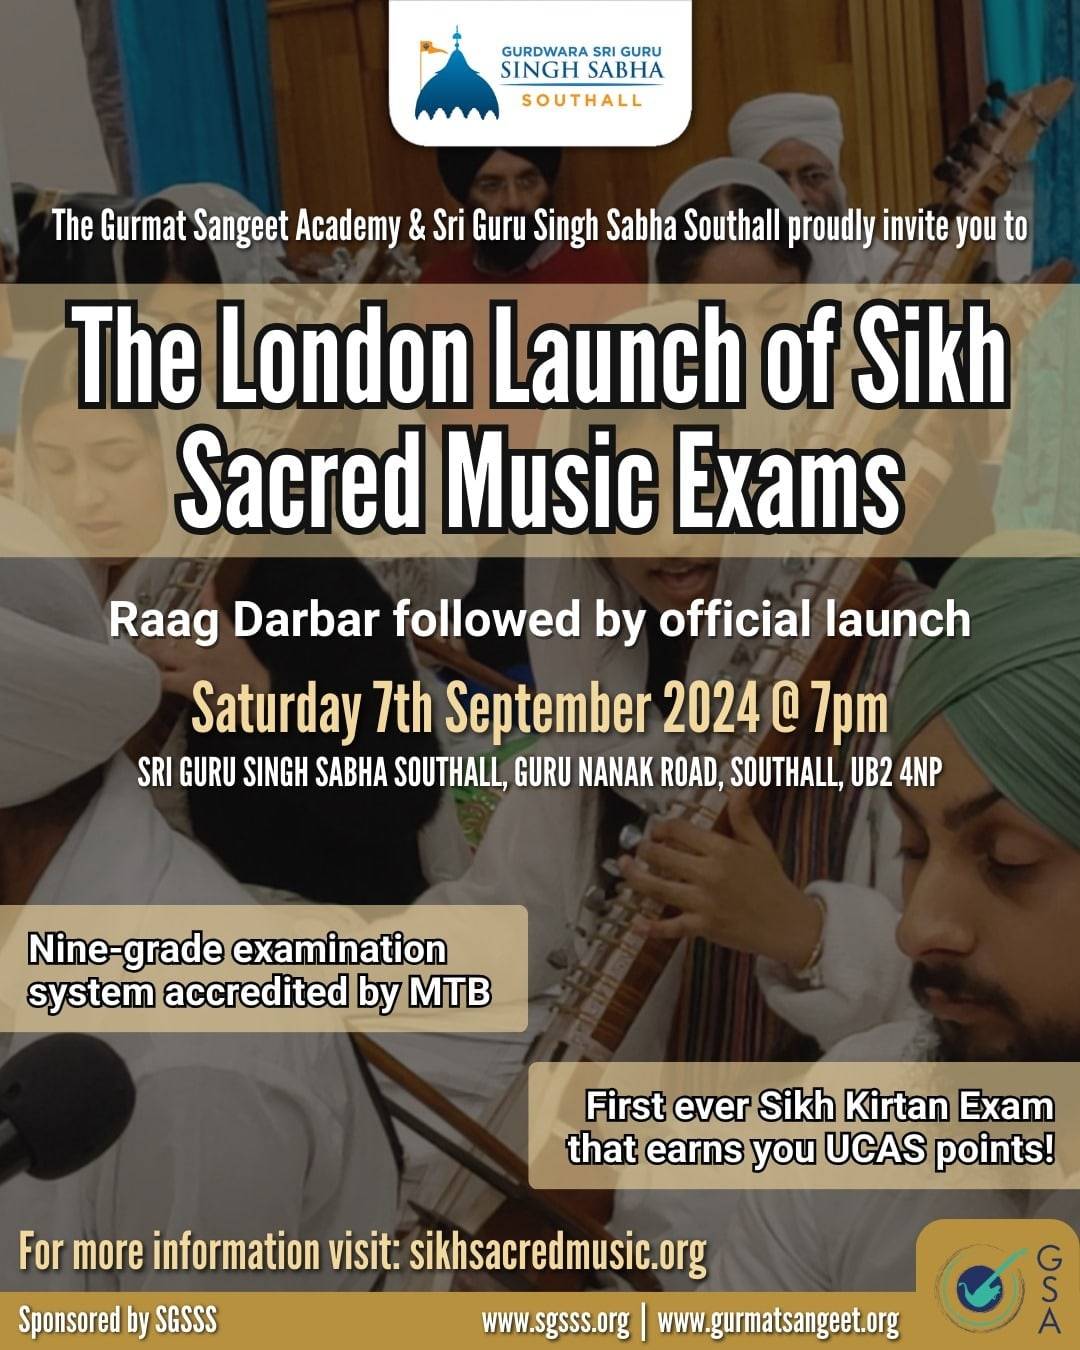 GURDWARA SRI GURU
SINGH SABHA
SOUTHALL
The Gurmat Sangeet Academy & Sri Guru Singh Sabha Southall proudly invite you to
The London Launch of Sikh
Sacred Music Exams
Raag Darbar followed by official launch
Saturday 7th September 2024 @ 7pm
SRI GURU SINGH SABHA SOUTHALL, GURU NANAK ROAD, SOUTHALL, UB2 4NP
Nine-grade examination
system accredited by MTB
First ever Sikh Kirtan Exam
that earns you UCAS points!
For more information visit: sikhsacredmusic.org
Sponsored by SGSSS
www.sgsss.org | www.gurmatsangeet.org
GSA